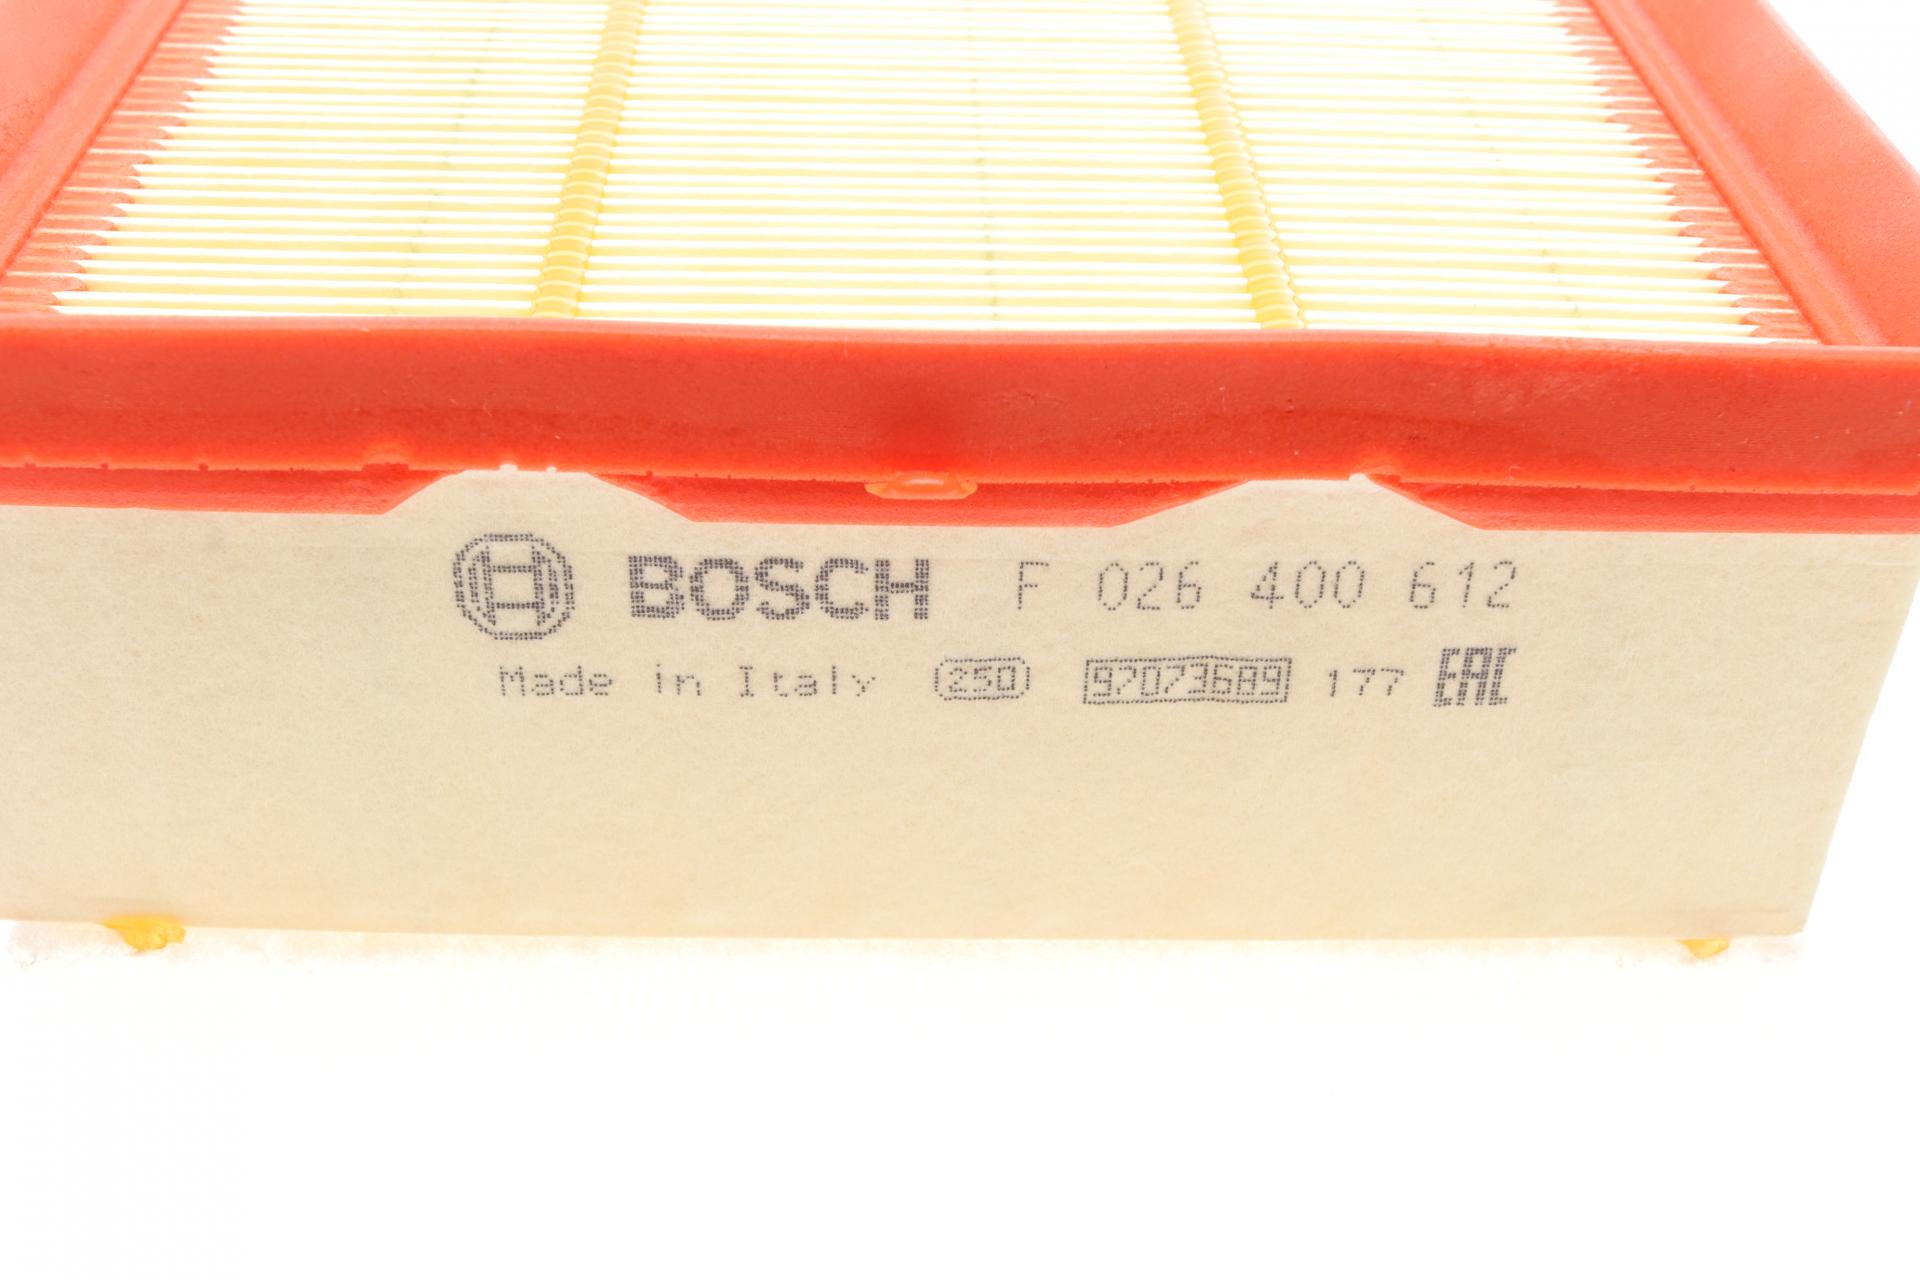 BOSCH F 026 400 612
Made in Italy 250 97073689 177 EAC